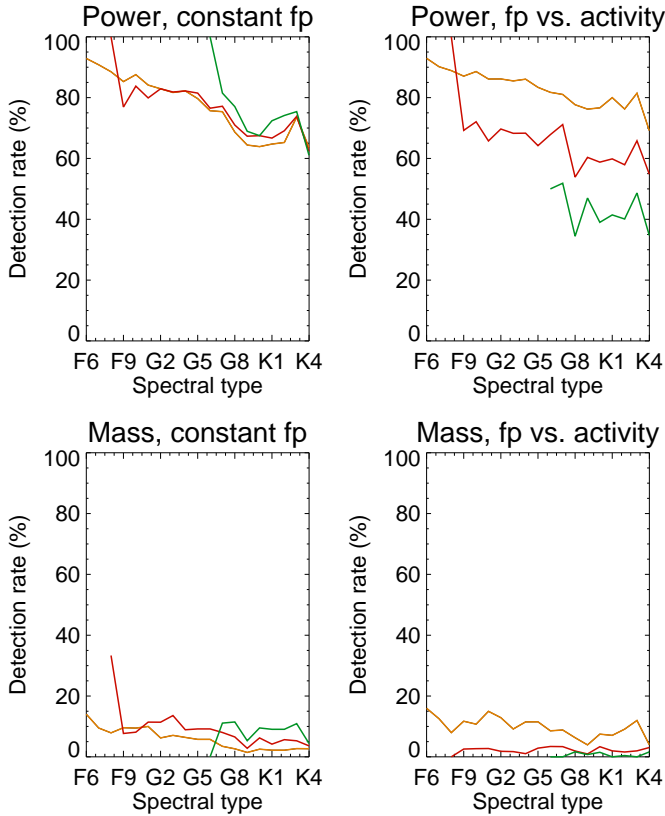 Power, constant fp
100
80
60
40
20
0
Detection rate (%)
F6 F9 G2 G5 G8 K1 K4
Spectral type
Power, fp vs. activity
100
80
60
40
20
0
Detection rate (%)
F6 F9 G2 G5 G8 K1 K4
Spectral type
Mass, constant fp
100
80
60
40
20
0
Detection rate (%)
F6 F9 G2 G5 G8 K1 K4
Spectral type
Mass, fp vs. activity
100
80
60
40
20
0
Detection rate (%)
F6 F9 G2 G5 G8 K1 K4
Spectral type